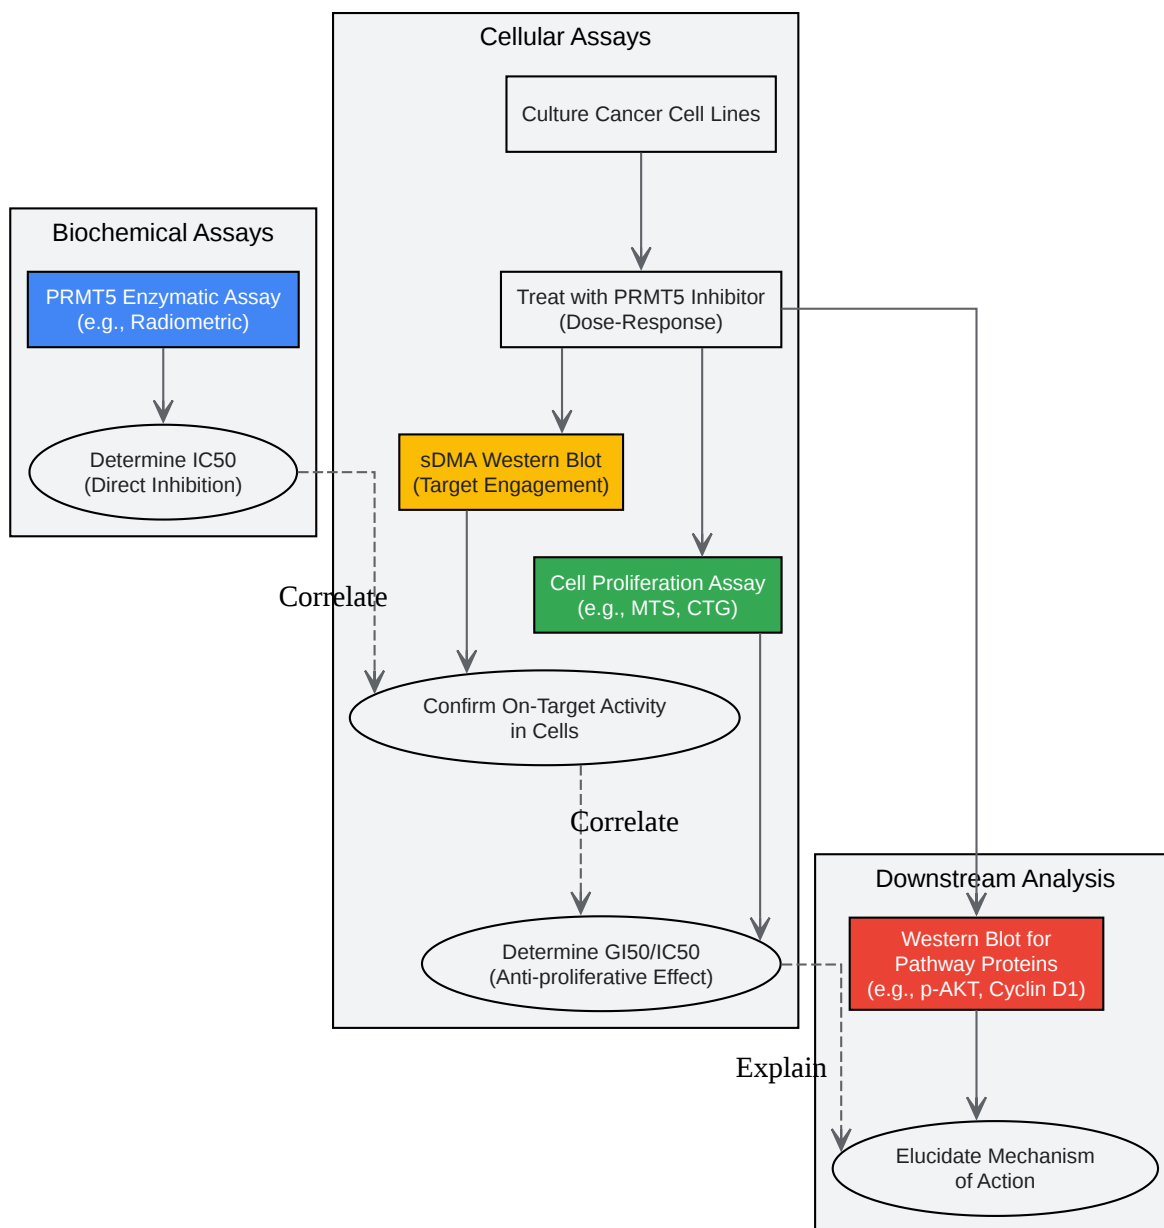 Cellular Assays
Culture Cancer Cell Lines
Biochemical Assays
PRMT5 Enzymatic Assay
(e.g., Radiometric)
Treat with PRMT5 Inhibitor
(Dose-Response)
Determine IC50
(Direct Inhibition)
sDMA Western Blot
(Target Engagement)
Cell Proliferation Assay
(e.g., MTS, CTG)
Correlate
Confirm On-Target Activity
in Cells
Correlate
Downstream Analysis
Determine GI50/IC50
(Anti-proliferative Effect)
Western Blot for
Pathway Proteins
(e.g., p-AKT, Cyclin D1)
Explain
Elucidate Mechanism
of Action